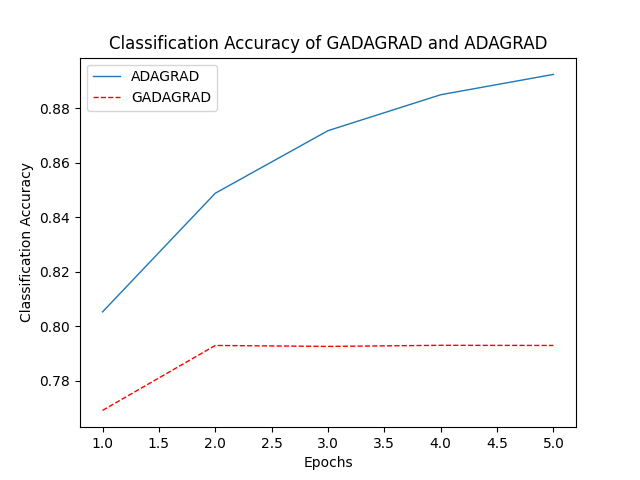 Classification Accuracy of GADAGRAD and ADAGRAD
ADAGRAD
GADAGRAD
Classification Accuracy
0.88
0.86
0.84
0.82
0.80
0.78
1.0 1.5 2.0 2.5 3.0 3.5 4.0 4.5 5.0
Epochs